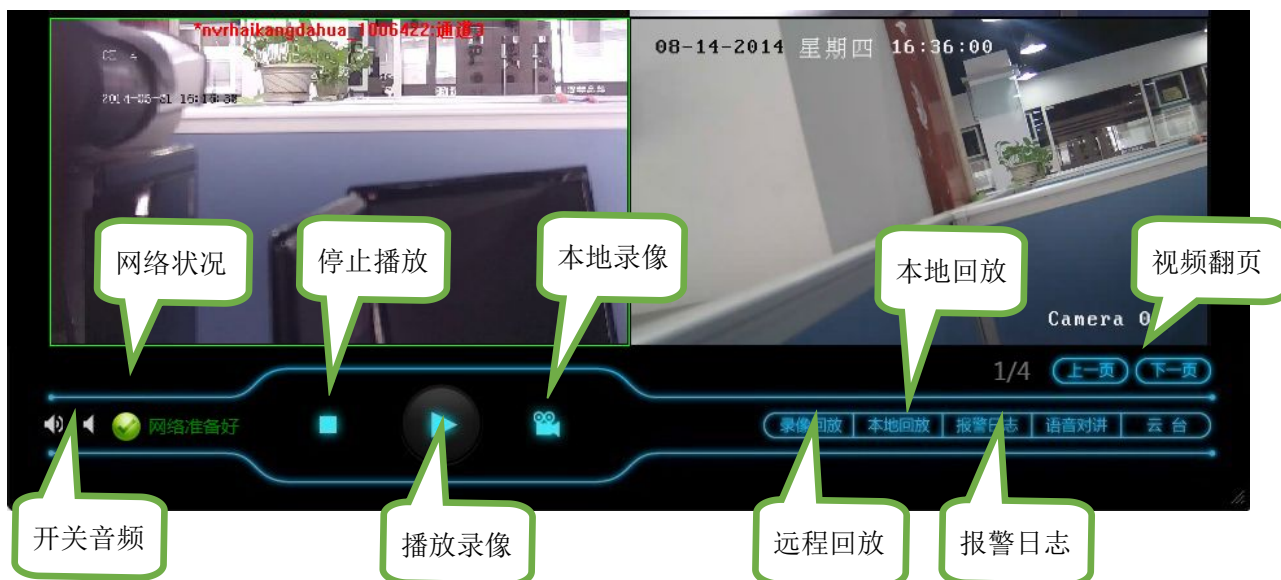 *nvrhaikangdahua_1006422:通道3
08-14-2014 星期四 16:36:00
网络状况
停止播放
本地录像
本地回放
视频翻页
Camera 0
1/4
上一页
下一页
网络准备好
录像回放
本地回放
报警日志
语音对讲
云台
开关音频
播放录像
远程回放
报警日志